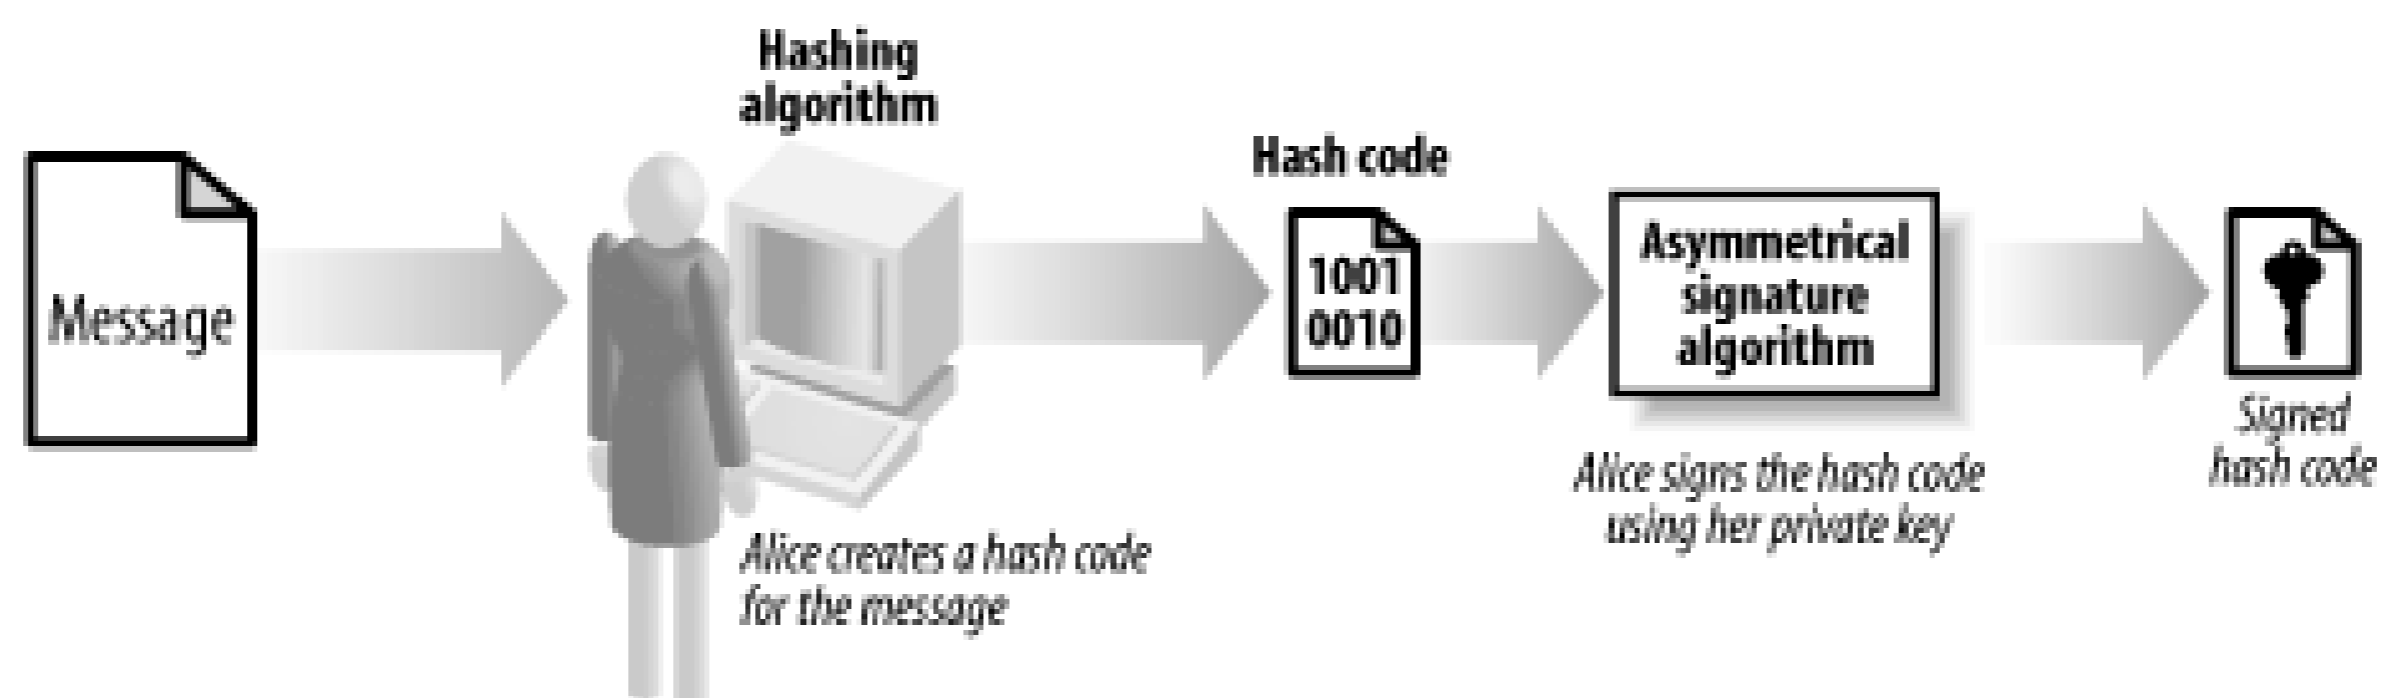 Message
Hashing
algorithm
Alice creates a hash code
for the message
Hash code
1001
0010
Asymmetrical
signature
algorithm
Alice signs the hash code
using her private key
Signed
hash code